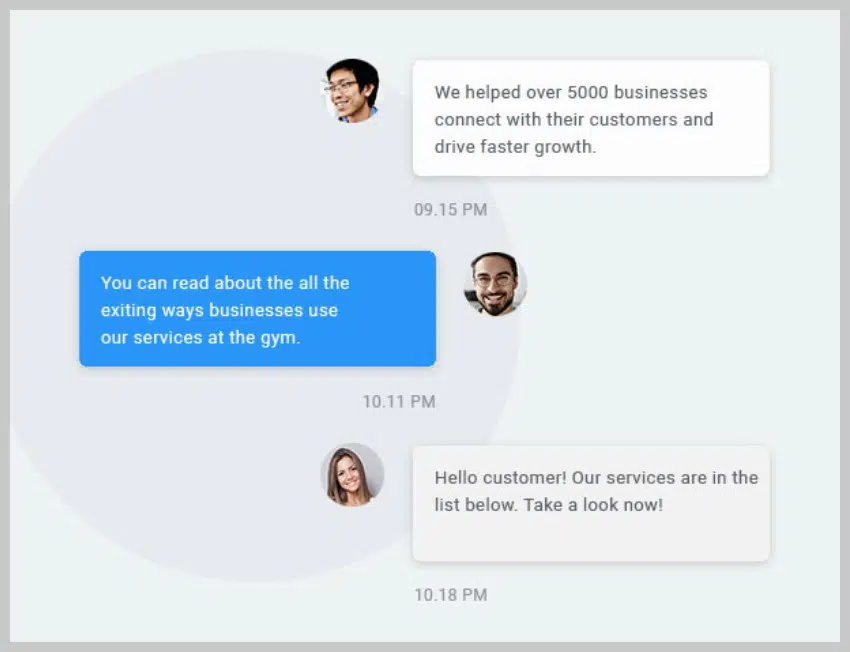 We helped over 5000 businesses
connect with their customers and
drive faster growth.
09.15 PM
You can read about the all the
exiting ways businesses use
our services at the gym.
10.11 PM
Hello customer! Our services are in the
list below. Take a look now!
10.18 PM